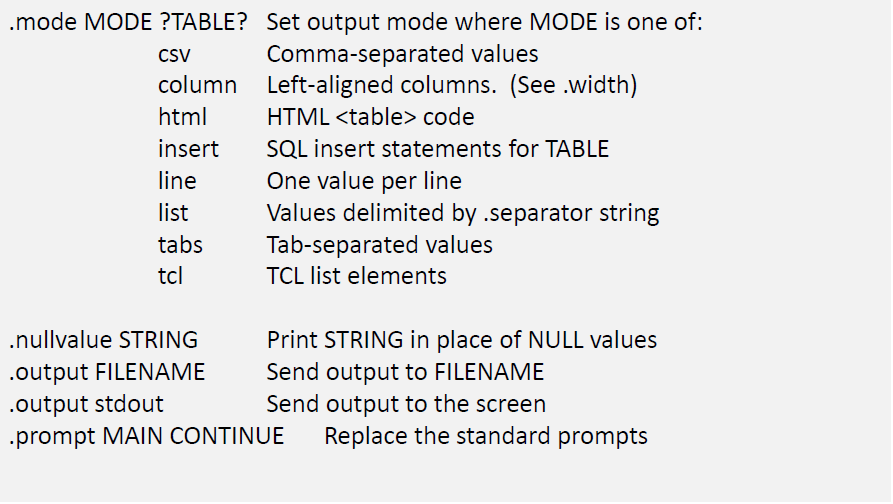 .mode MODE ?TABLE? Set output mode where MODE is one of:
csv Comma-separated values
column Left-aligned columns. (See .width)
html HTML <table> code
insert SQL insert statements for TABLE
line One value per line
list Values delimited by .separator string
tabs Tab-separated values
tcl TCL list elements
.nullvalue STRING Print STRING in place of NULL values
.output FILENAME Send output to FILENAME
.output stdout Send output to the screen
.prompt MAIN CONTINUE Replace the standard prompts